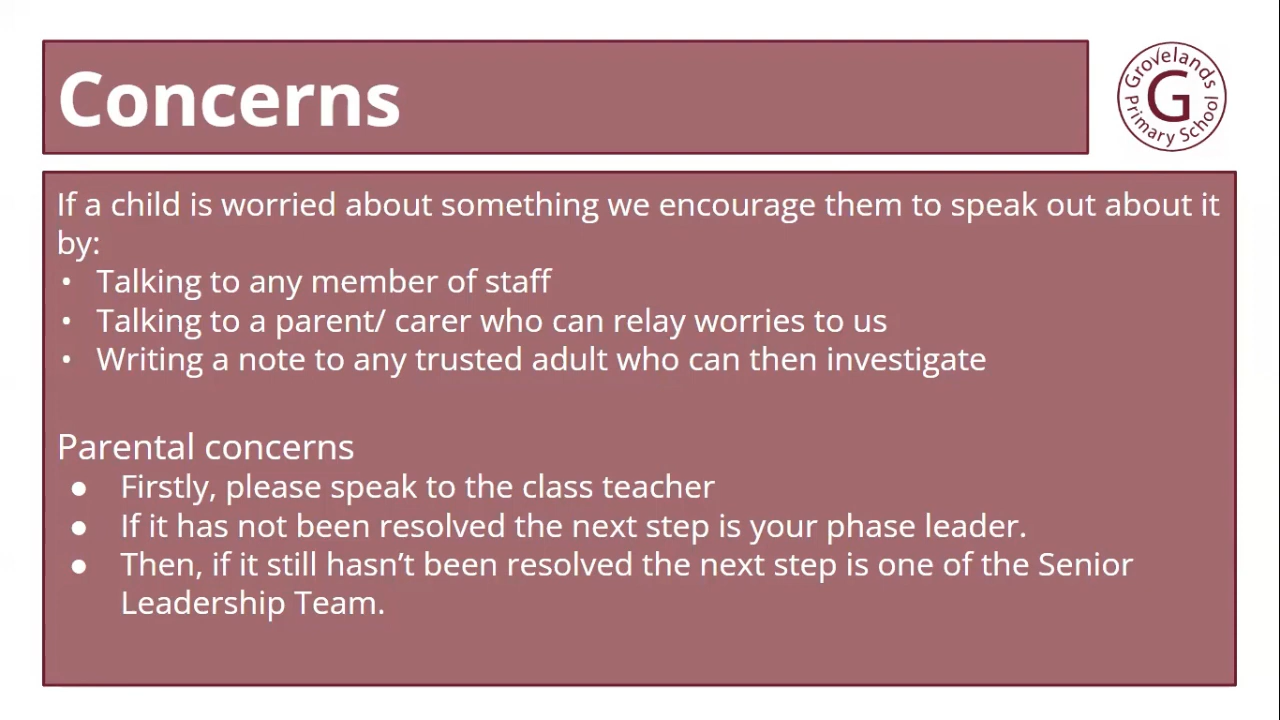 Concerns
Grovelands
G
Primary School
If a child is worried about something we encourage them to speak out about it
by:
• Talking to any member of staff
• Talking to a parent/ carer who can relay worries to us
• Writing a note to any trusted adult who can then investigate
Parental concerns
● Firstly, please speak to the class teacher
● If it has not been resolved the next step is your phase leader.
● Then, if it still hasn’t been resolved the next step is one of the Senior
Leadership Team.